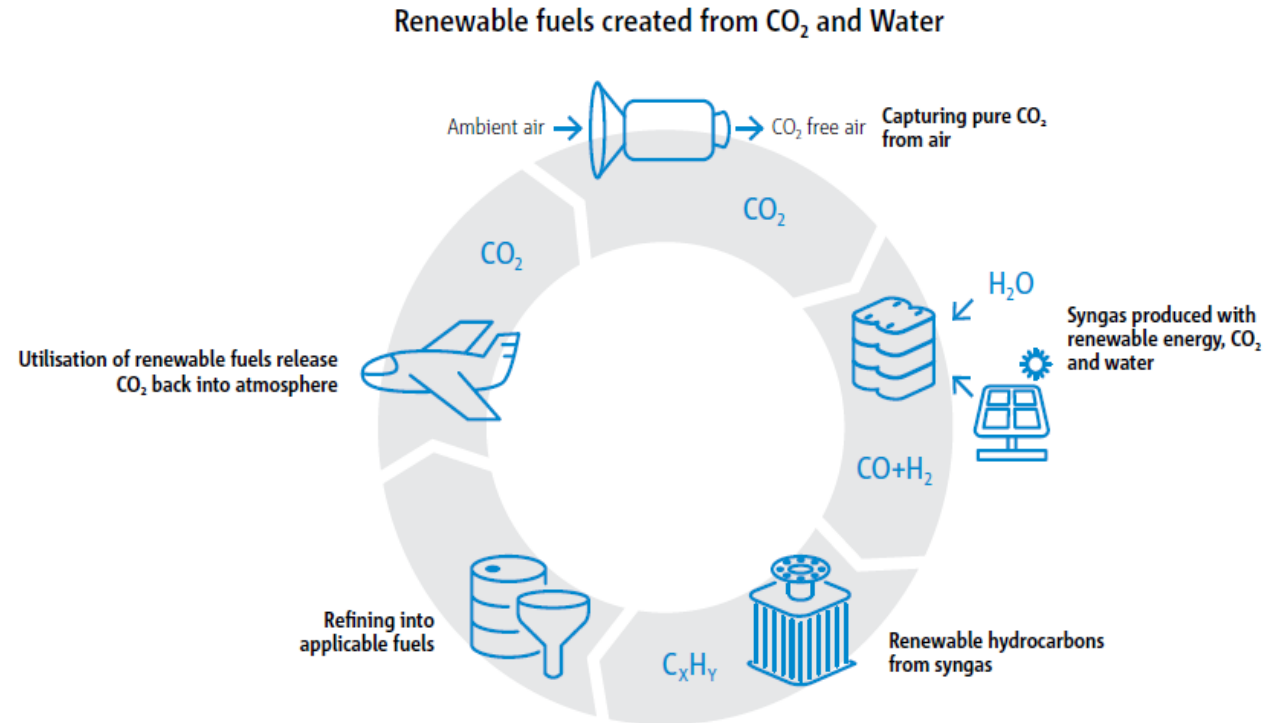 Renewable fuels created from CO₂ and Water
Ambient air
CO₂ free air
Capturing pure CO₂
from air
CO₂
CO₂
H₂O
Syngas produced with
renewable energy, CO₂
and water
Utilisation of renewable fuels release
CO₂ back into atmosphere
CO+H₂
Refining into
applicable fuels
Renewable hydrocarbons
from syngas
CₓHᵧ